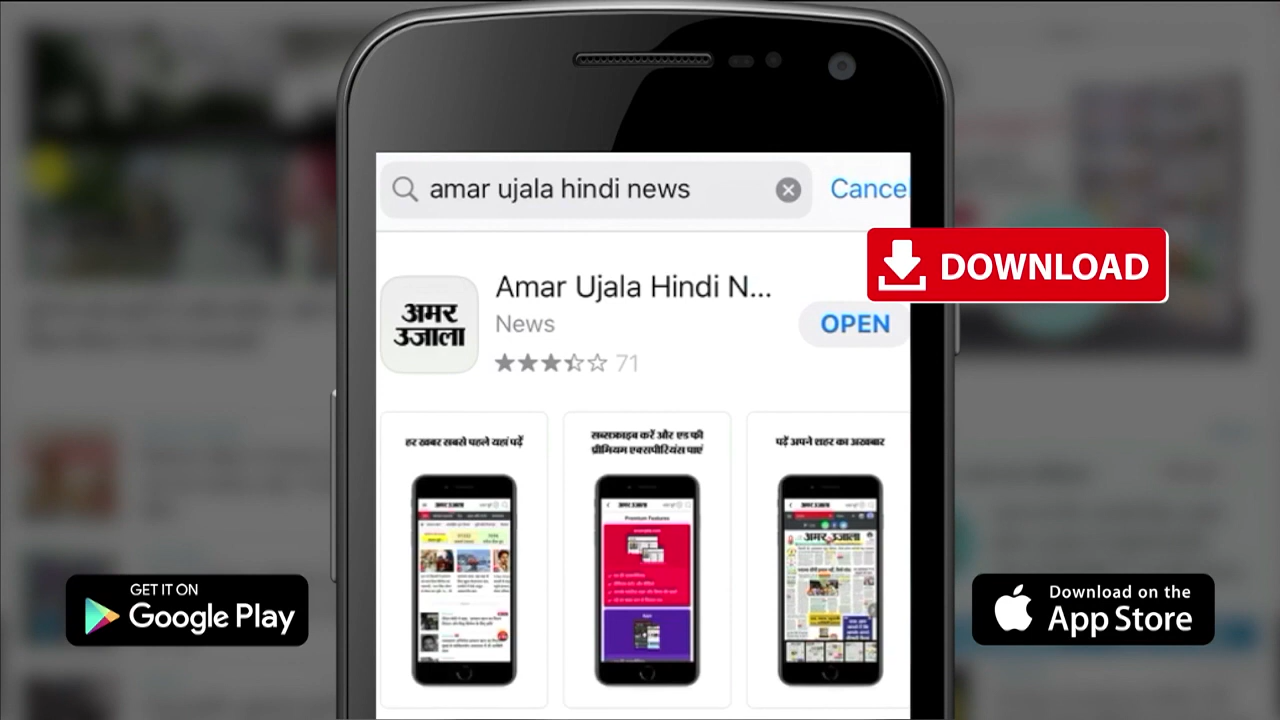 amar ujala hindi news
Cancel
DOWNLOAD
अमर
उजाला
Amar Ujala Hindi N...
News
OPEN
71
हर खबर सबसे पहले यहां पढ़ें
सब्सक्राइब करें और एड फ्री
प्रीमियम एक्सपीरियंस पाएं
पढ़ें अपने शहर का अखबार
अमर उजाला
Premium Features
अमर उजाला
GET IT ON
Google Play
Download on the
App Store